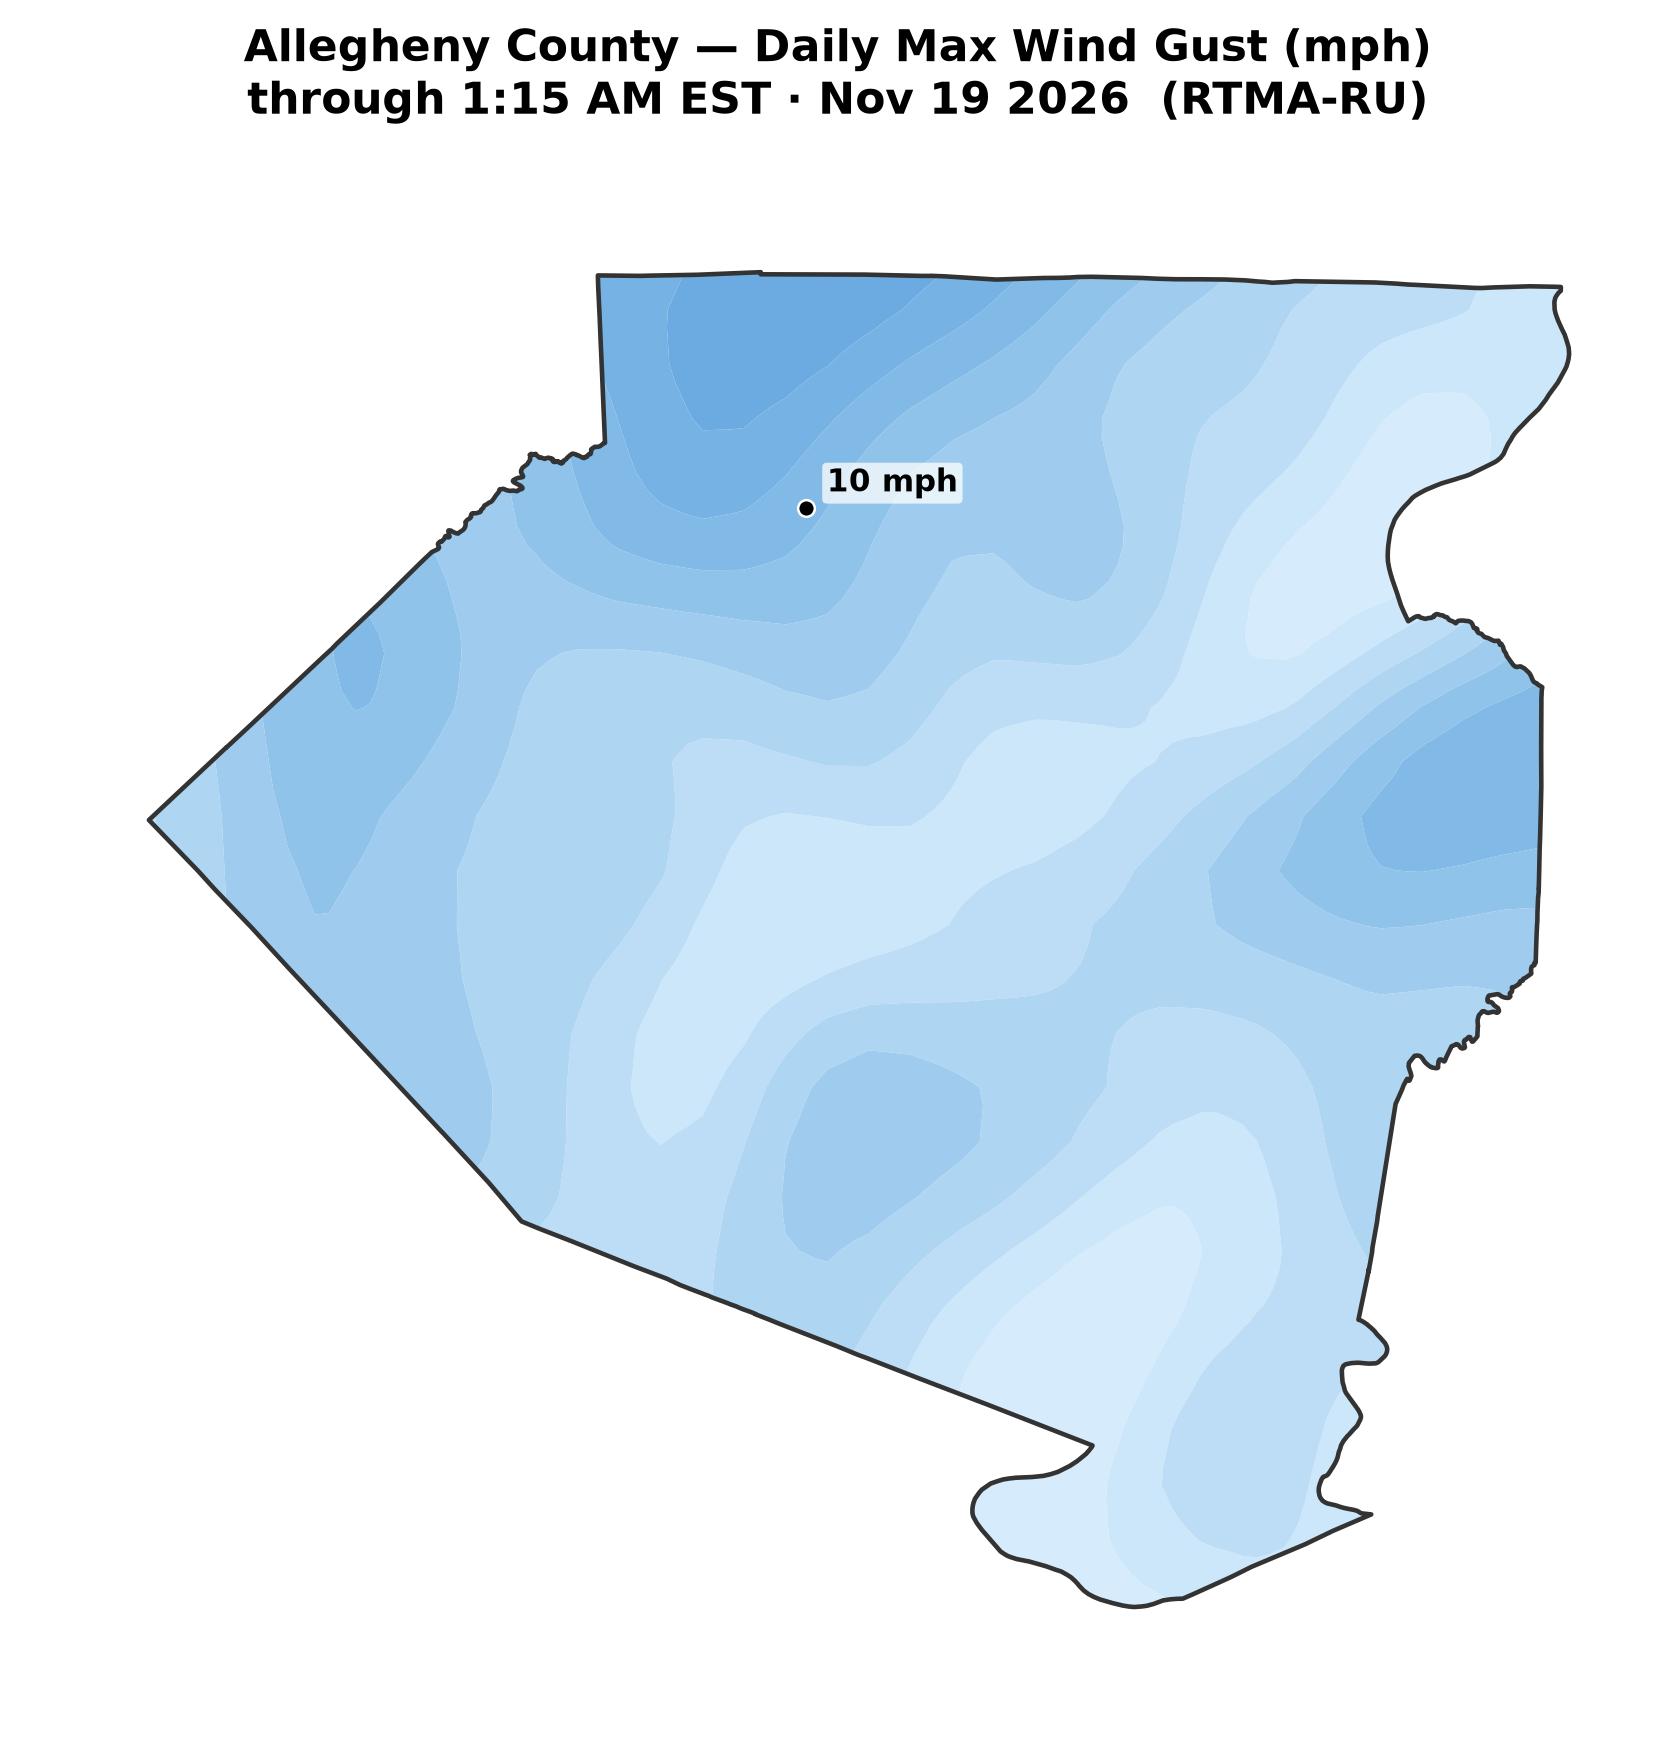 Allegheny County — Daily Max Wind Gust (mph)
through 1:15 AM EST · Nov 19 2026  (RTMA-RU)
10 mph